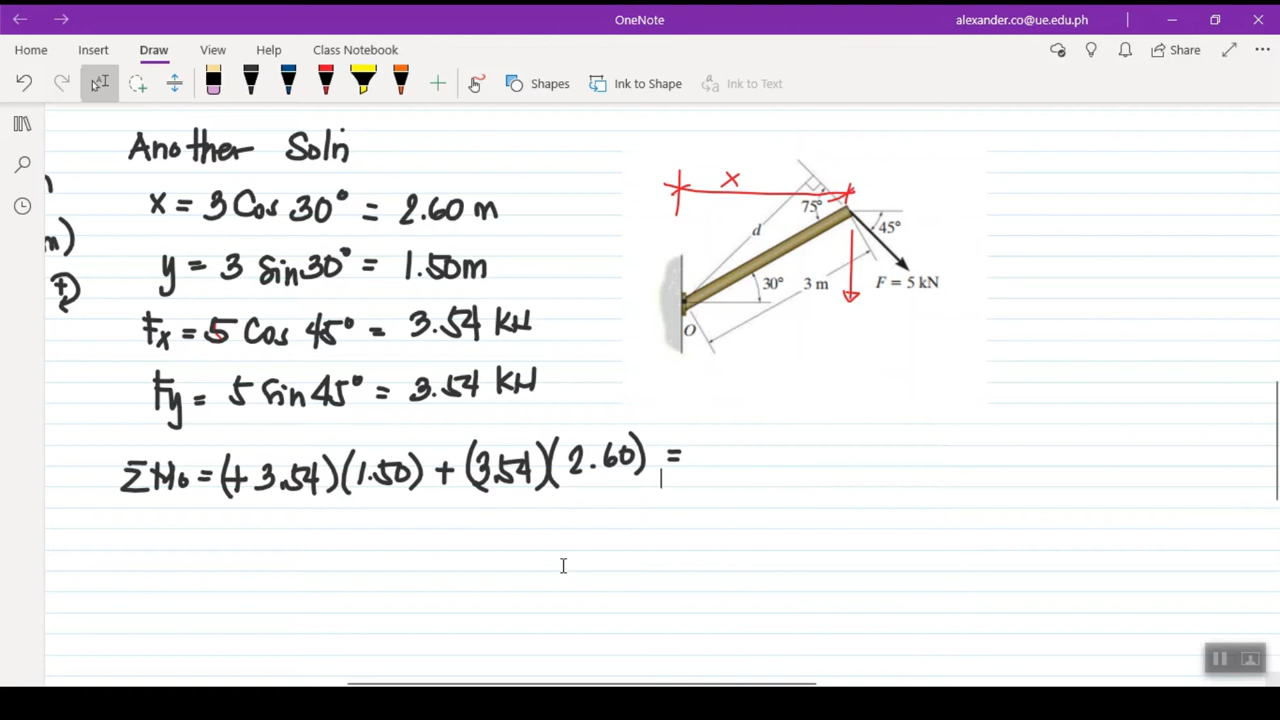 OneNote
alexander.co@ue.edu.ph
Home Insert Draw View Help Class Notebook
Share
Shapes
Ink to Shape
Ink to Text
Another Soln
x = 3 Cos 30° = 2.60 m
y = 3 sin 30° = 1.50m
Fx = 5 Cos 45° = 3.54 kN
Fy = 5 sin 45° = 3.54 kN
ΣMo = (+ 3.54)(1.50) + (3.54)(2.60) =
x
75°
d
45°
30°
3 m
F = 5 kN
O